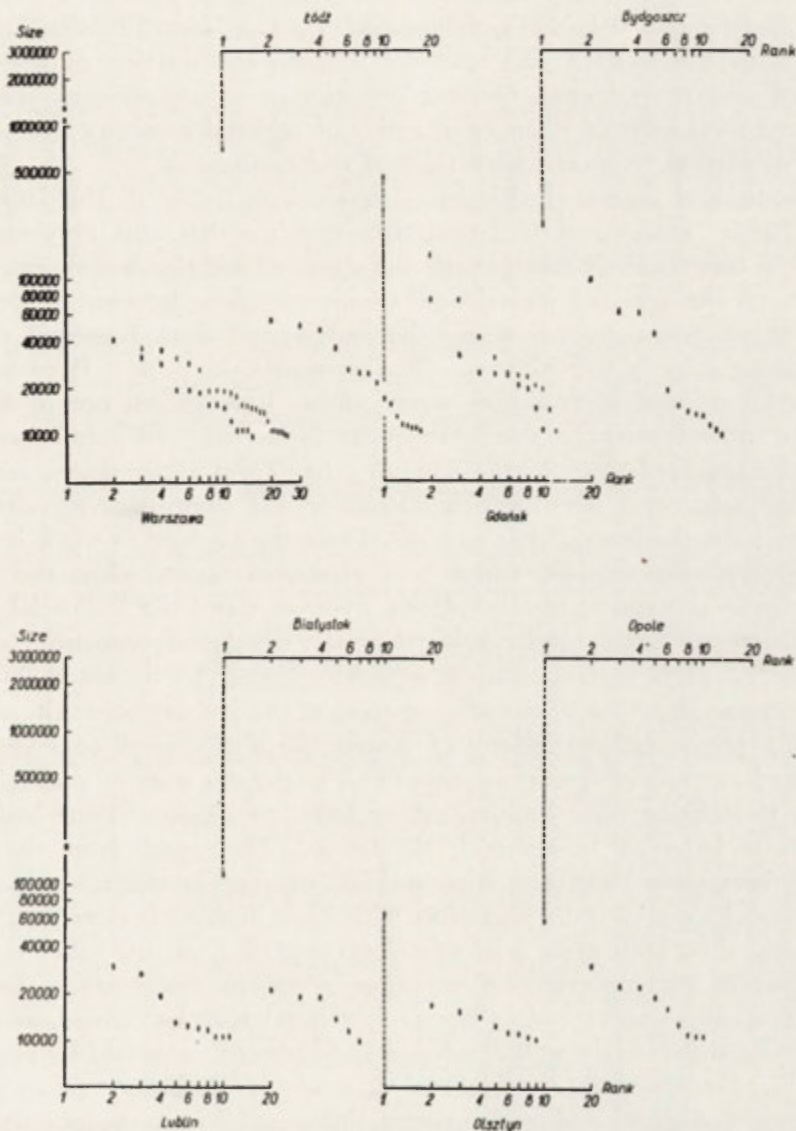 Łódź
Bydgoszcz
Size
1 2 4 6 8 10 20
1 2 4 6 8 10 20 Rank
3000000
2000000
1000000
500000
100000
80000
60000
40000
20000
10000
1 2 4 6 8 10 20 30
1 2 4 6 8 10 20
Rank
Rank
Warszawa
Gdańsk
Białystok
Opole
Size
1 2 4 6 8 10 20
1 2 4 6 8 10 20
Rank
3000000
2000000
1000000
500000
100000
80000
60000
40000
20000
10000
Rank
1 2 4 6 8 10 20
1 2 4 6 8 10 20
Lublin
Olsztyn